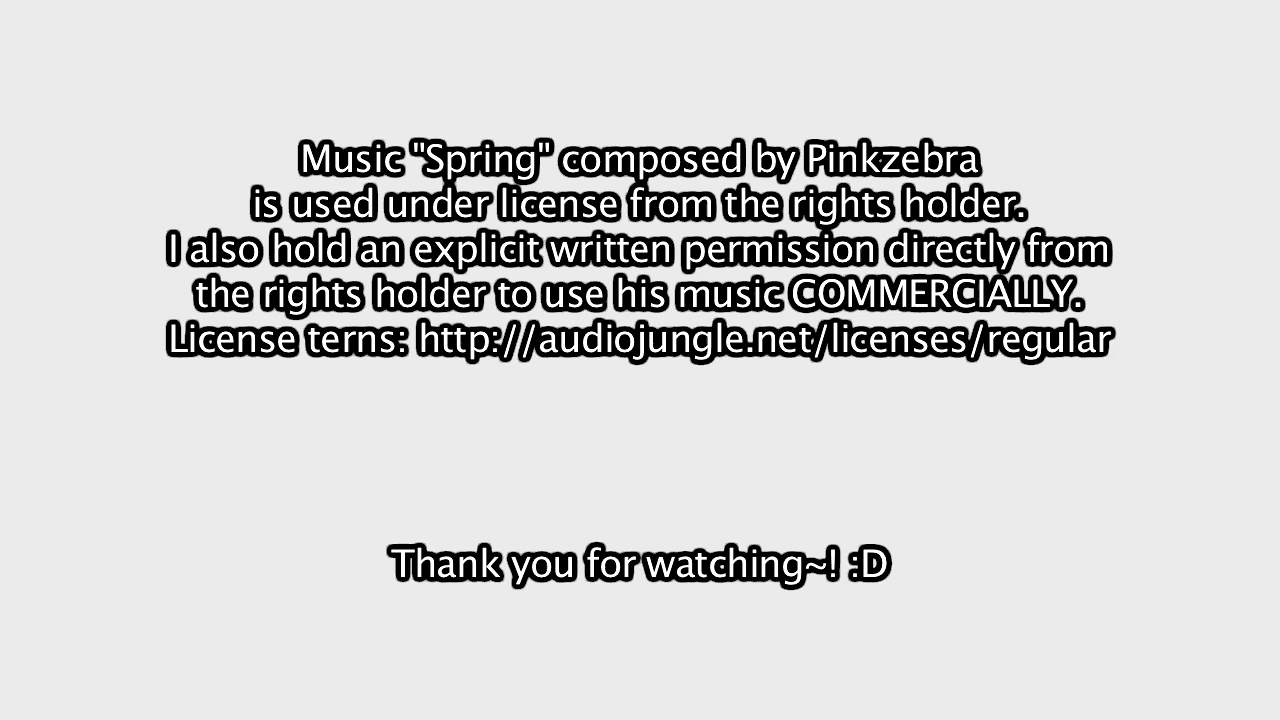 Music "Spring" composed by Pinkzebra
is used under license from the rights holder.
I also hold an explicit written permission directly from
the rights holder to use his music COMMERCIALLY.
License terns: http://audiojungle.net/licenses/regular
Thank you for watching~! :D